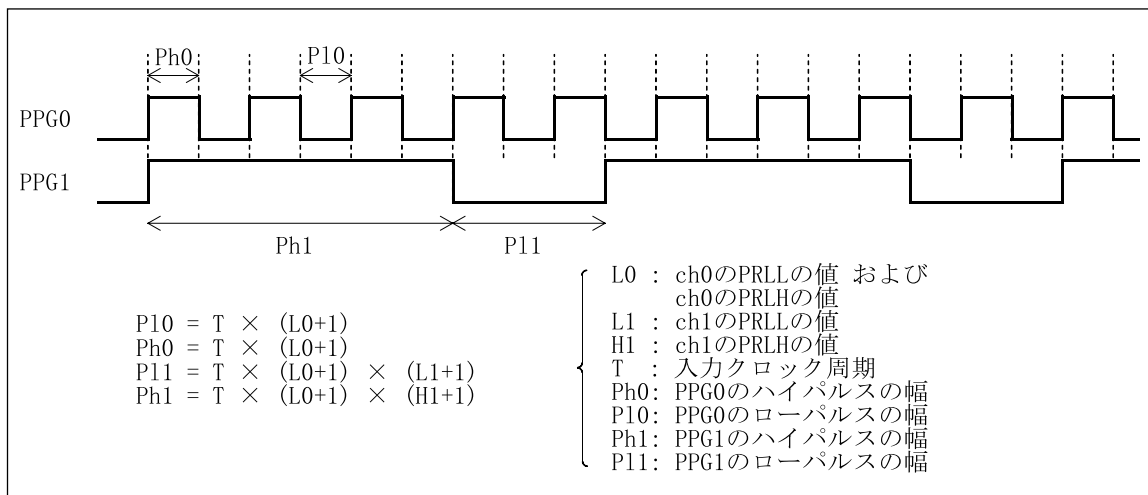 Ph0
Pl0
PPG0
PPG1
Ph1
Pl1
Pl0 = T × (L0+1)
Ph0 = T × (L0+1)
Pl1 = T × (L0+1) × (L1+1)
Ph1 = T × (L0+1) × (H1+1)
L0 : ch0のPRLLの値 および
ch0のPRLHの値
L1 : ch1のPRLLの値
H1 : ch1のPRLHの値
T : 入力クロック周期
Ph0: PPG0のハイパルスの幅
Pl0: PPG0のローパルスの幅
Ph1: PPG1のハイパルスの幅
Pl1: PPG1のローパルスの幅